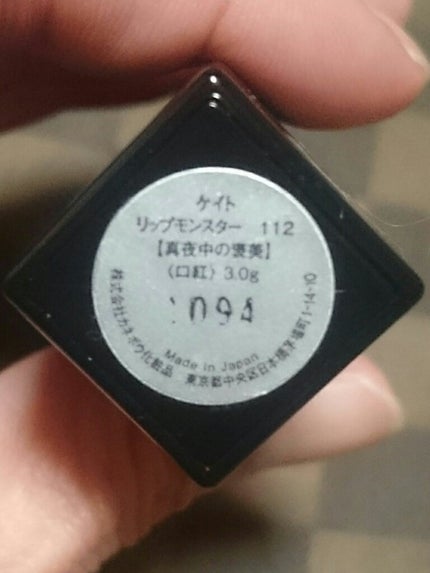 ケイト
リップモンスター 112
【真夜中の褒美】
〈口紅〉3.0g
1094
Made in Japan
株式会社カネボウ化粧品 東京都中央区日本橋茅場町1-14-10